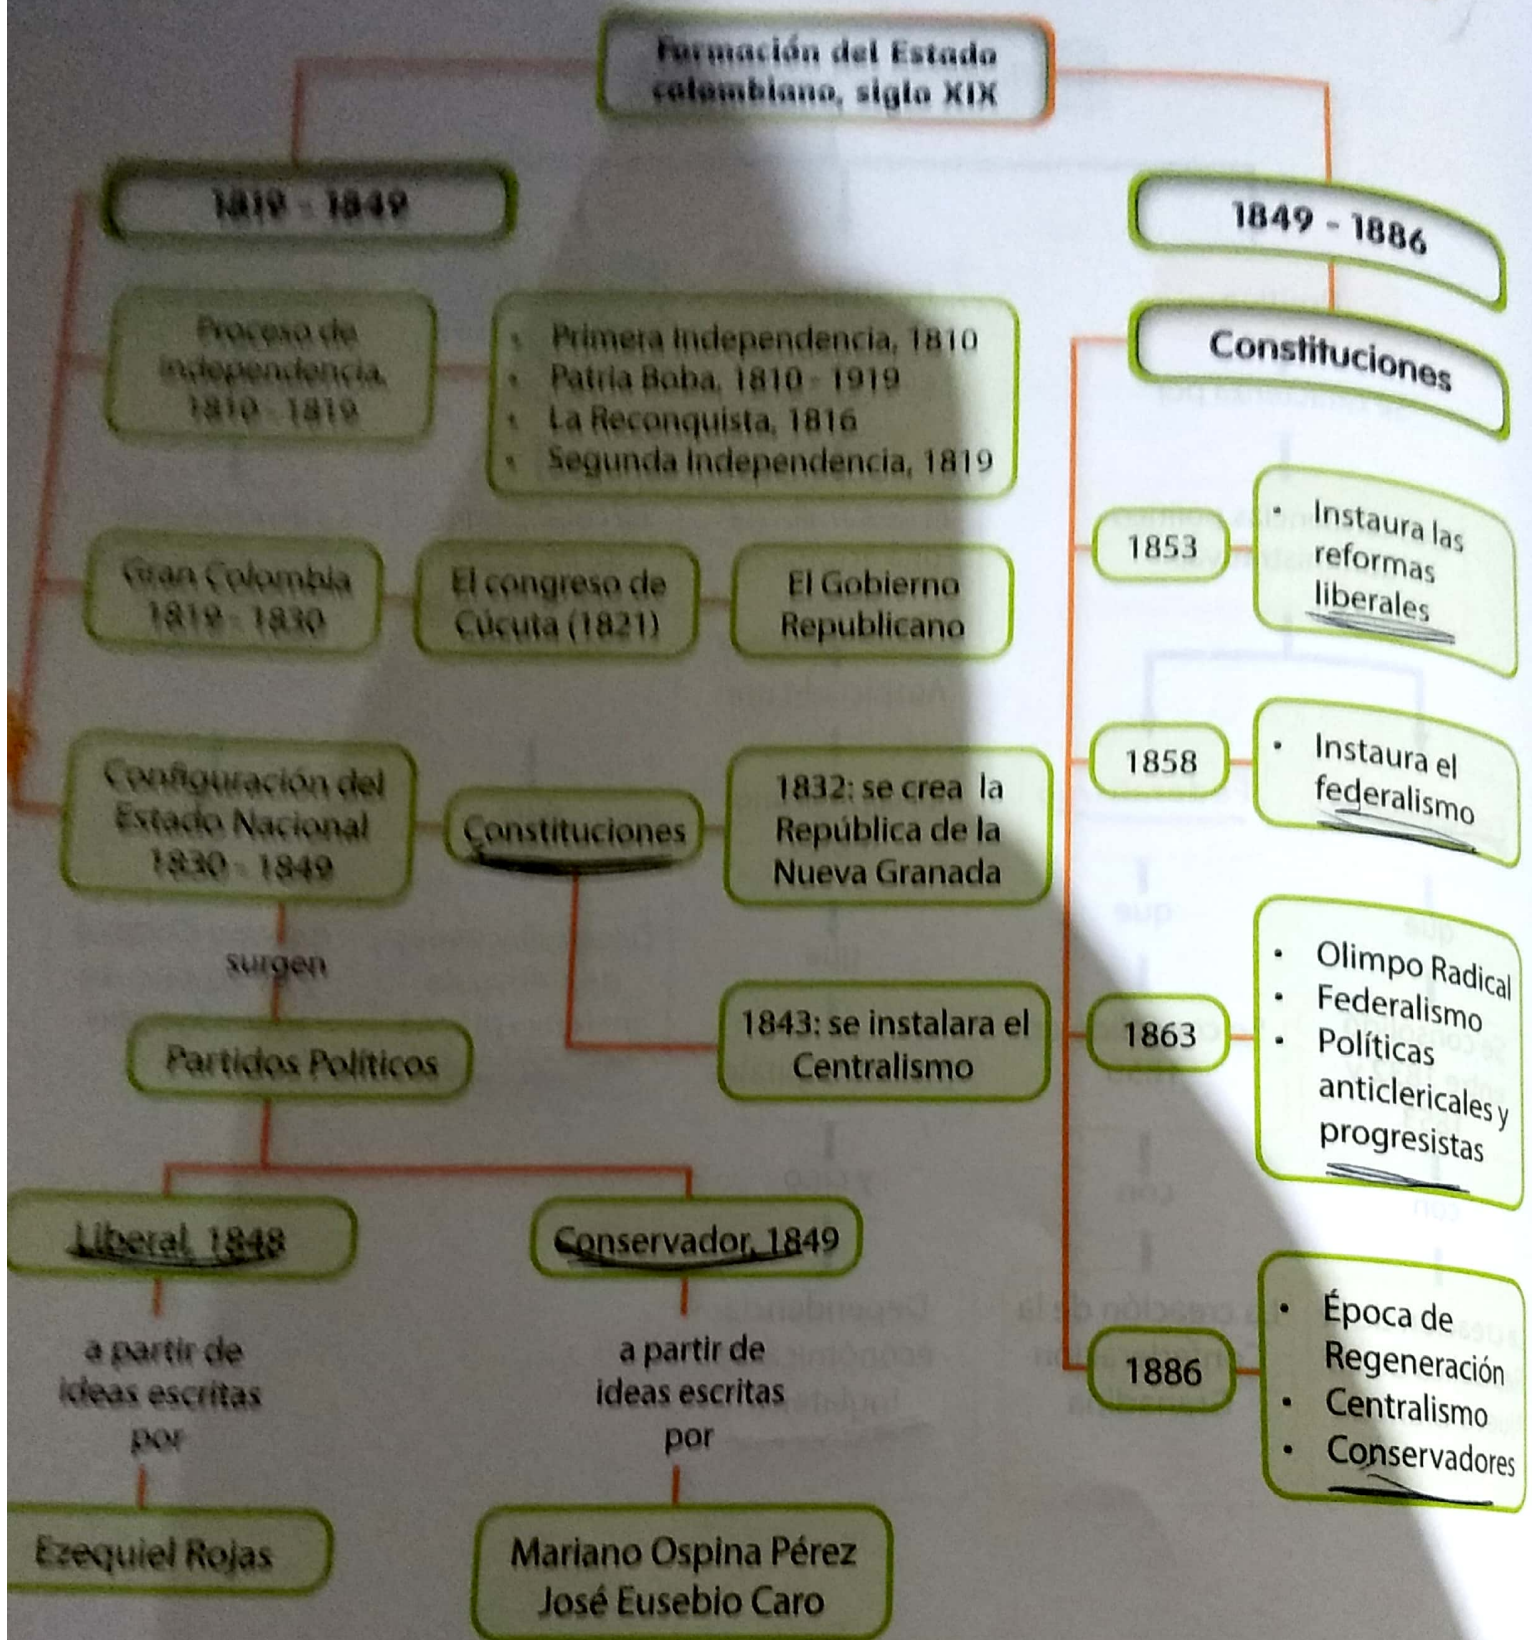 Formación del Estado
colombiano, siglo XIX
1819 - 1849
Proceso de
independencia,
1810 - 1819
• Primera Independencia, 1810
• Patria Boba, 1810 - 1919
• La Reconquista, 1816
• Segunda Independencia, 1819
Gran Colombia
1819 - 1830
El congreso de
Cúcuta (1821)
El Gobierno
Republicano
Configuración del
Estado Nacional
1830 - 1849
Constituciones
1832: se crea la
República de la
Nueva Granada
1843: se instalara el
Centralismo
surgen
Partidos Políticos
Liberal, 1848
a partir de
ideas escritas
por
Ezequiel Rojas
Conservador, 1849
a partir de
ideas escritas
por
Mariano Ospina Pérez
José Eusebio Caro
1849 - 1886
Constituciones
1853
• Instaura las
reformas
liberales
1858
• Instaura el
federalismo
1863
• Olimpo Radical
• Federalismo
• Políticas
anticlericales y
progresistas
1886
• Época de
Regeneración
• Centralismo
• Conservadores